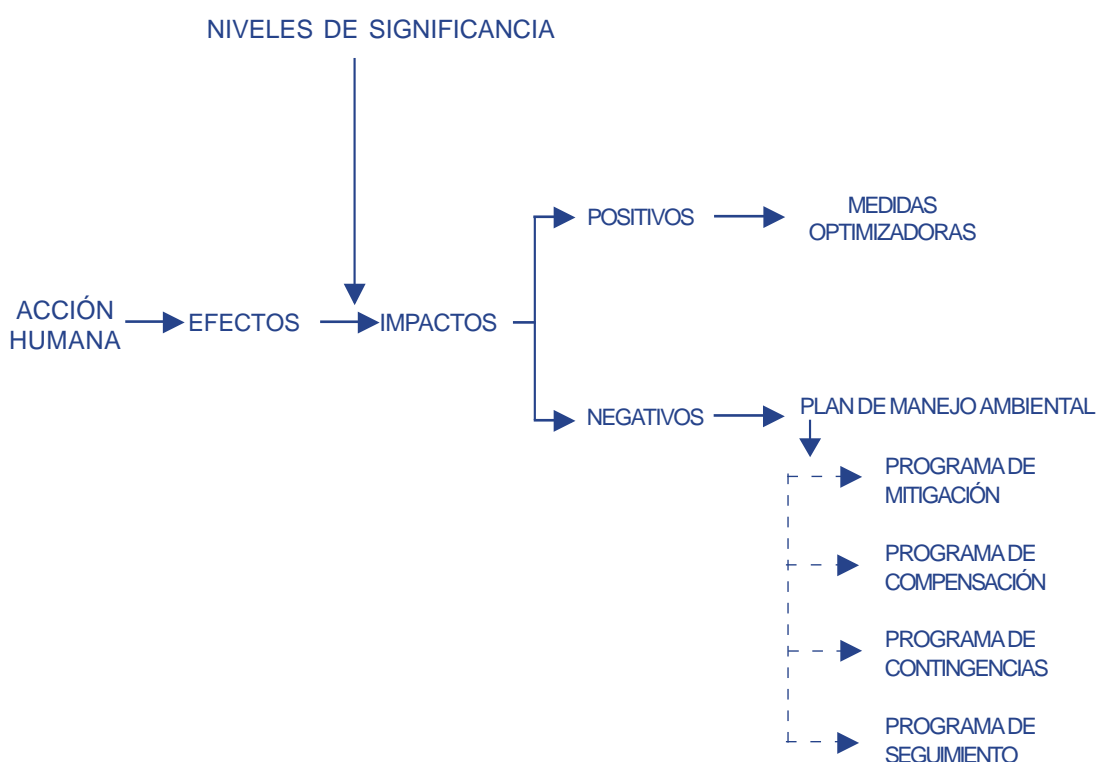 NIVELES DE SIGNIFICANCIA
POSITIVOS
MEDIDAS
OPTIMIZADORAS
ACCIÓN
HUMANA
EFECTOS
IMPACTOS
NEGATIVOS
PLAN DE MANEJO AMBIENTAL
PROGRAMA DE
MITIGACIÓN
PROGRAMA DE
COMPENSACIÓN
PROGRAMA DE
CONTINGENCIAS
PROGRAMA DE
SEGUIMIENTO